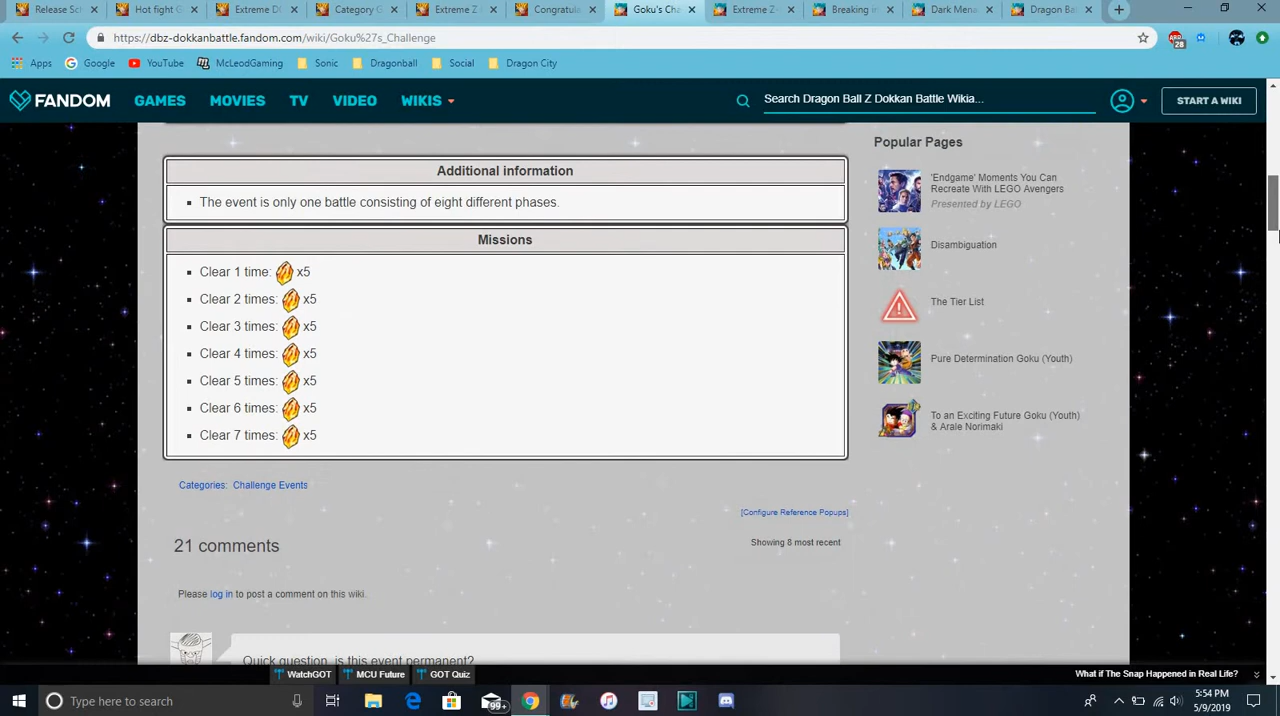 Release Sch
Hot fight G
Extreme D
Category G
Extreme Z
Congratula
Goku's Cha
Extreme Z-
Breaking in
Dark Mena
Dragon Bal
https://dbz-dokkanbattle.fandom.com/wiki/Goku%27s_Challenge
28
Apps Google YouTube McLeodGaming Sonic Dragonball Social Dragon City
FANDOM GAMES MOVIES TV VIDEO WIKIS Search Dragon Ball Z Dokkan Battle Wikia... START A WIKI
Additional information
The event is only one battle consisting of eight different phases.
Missions
Clear 1 time: x5
Clear 2 times: x5
Clear 3 times: x5
Clear 4 times: x5
Clear 5 times: x5
Clear 6 times: x5
Clear 7 times: x5
Categories: Challenge Events
[Configure Reference Popups]
21 comments
Showing 8 most recent
Please log in to post a comment on this wiki.
Quick question, is this event permanent?
Popular Pages
'Endgame' Moments You Can
Recreate With LEGO Avengers
Presented by LEGO
Disambiguation
The Tier List
Pure Determination Goku (Youth)
To an Exciting Future Goku (Youth)
& Arale Norimaki
WatchGOT MCU Future GOT Quiz What if The Snap Happened in Real Life?
Type here to search
99+
5:54 PM
5/9/2019